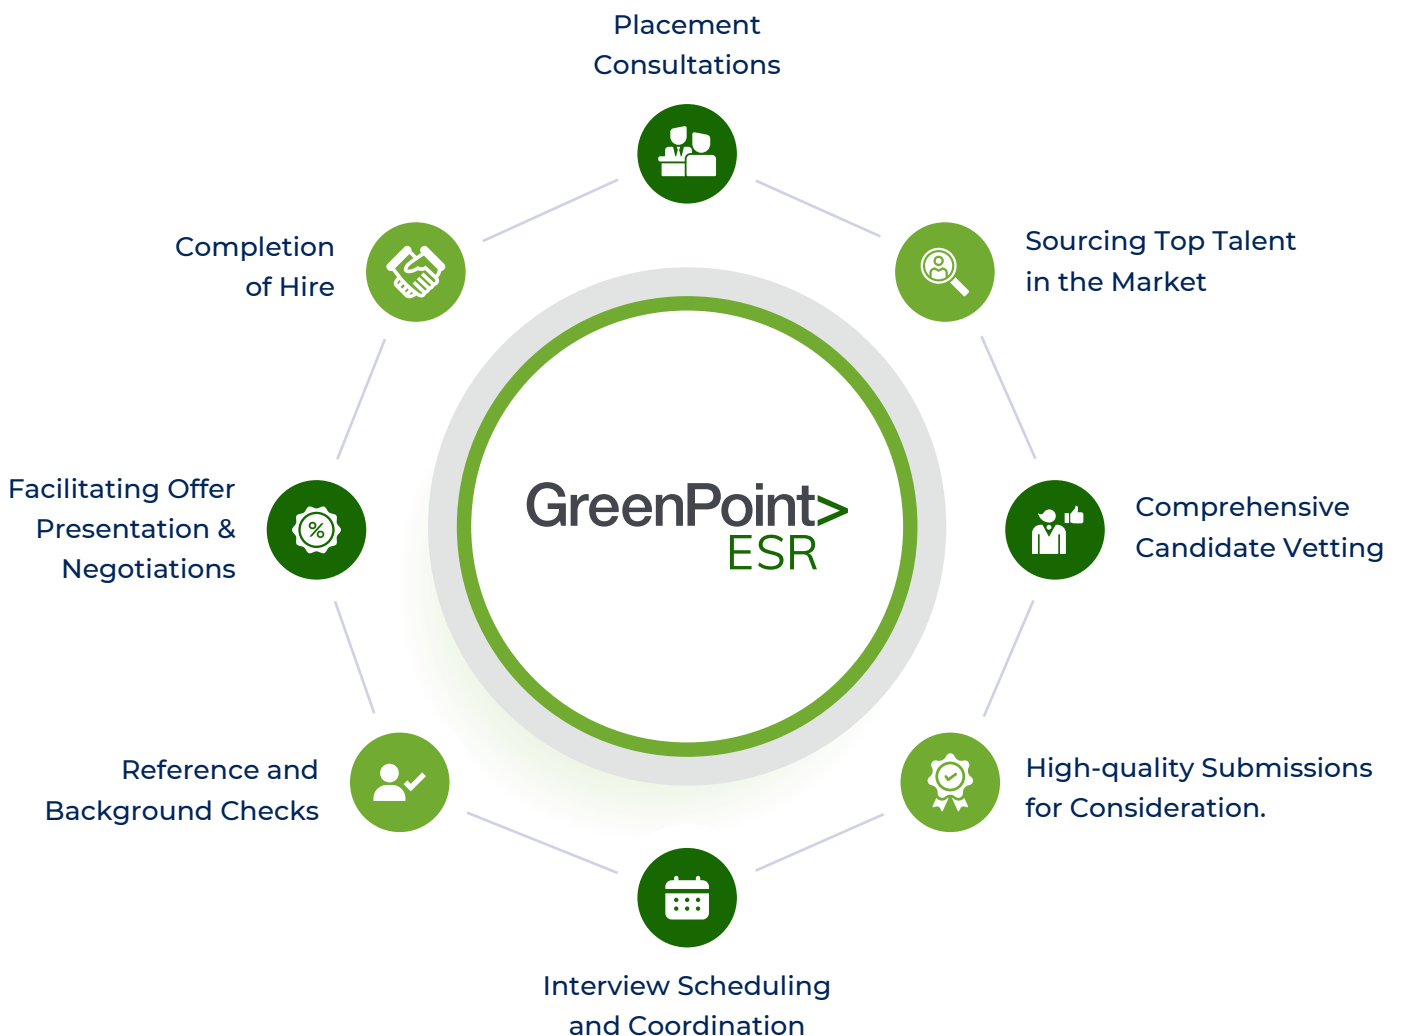 Placement
Consultations
Sourcing Top Talent
in the Market
Comprehensive
Candidate Vetting
High-quality Submissions
for Consideration.
Interview Scheduling
and Coordination
Reference and
Background Checks
Facilitating Offer
Presentation &
Negotiations
%
Completion
of Hire
GreenPoint>
ESR